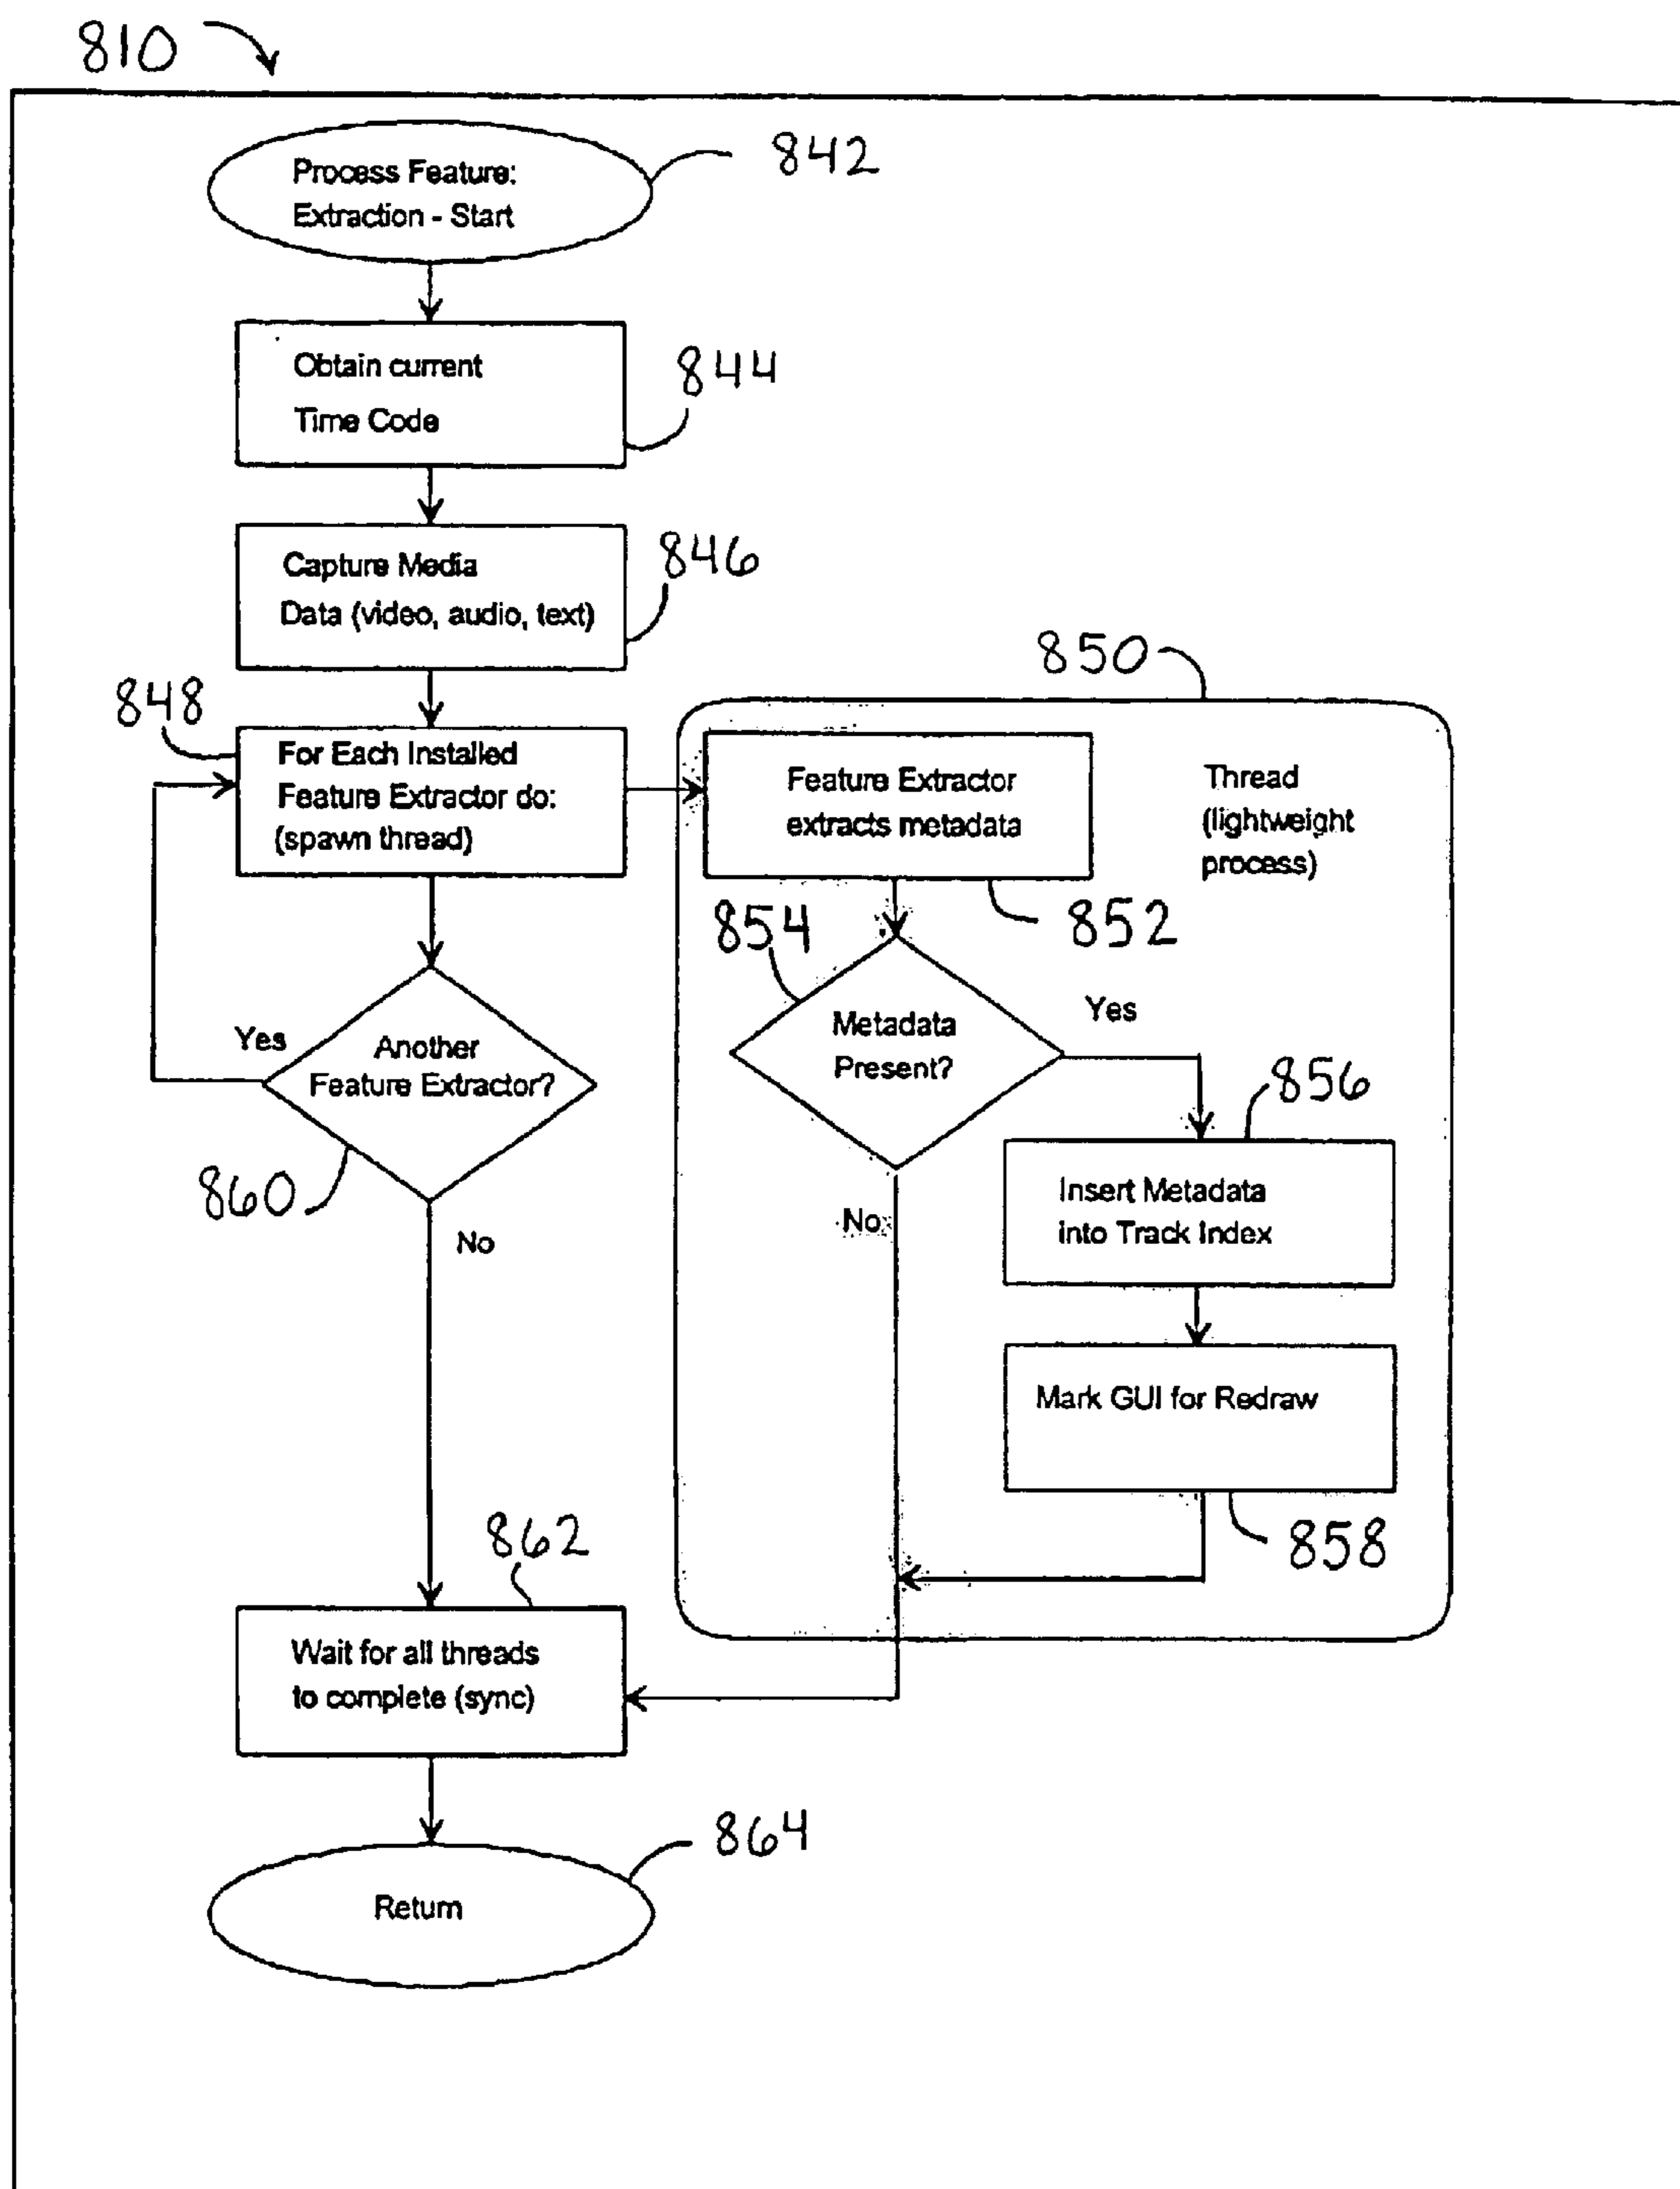 810
Process Feature:
Extraction - Start
842
Obtain current
Time Code
844
Capture Media
Data (video, audio, text)
846
848
For Each Installed
Feature Extractor do:
(spawn thread)
850
Feature Extractor
extracts metadata
Thread
(lightweight
process)
852
854
Metadata
Present?
Yes
No
856
Insert Metadata
into Track Index
Mark GUI for Redraw
858
Yes
Another
Feature Extractor?
860
No
862
Wait for all threads
to complete (sync)
864
Return